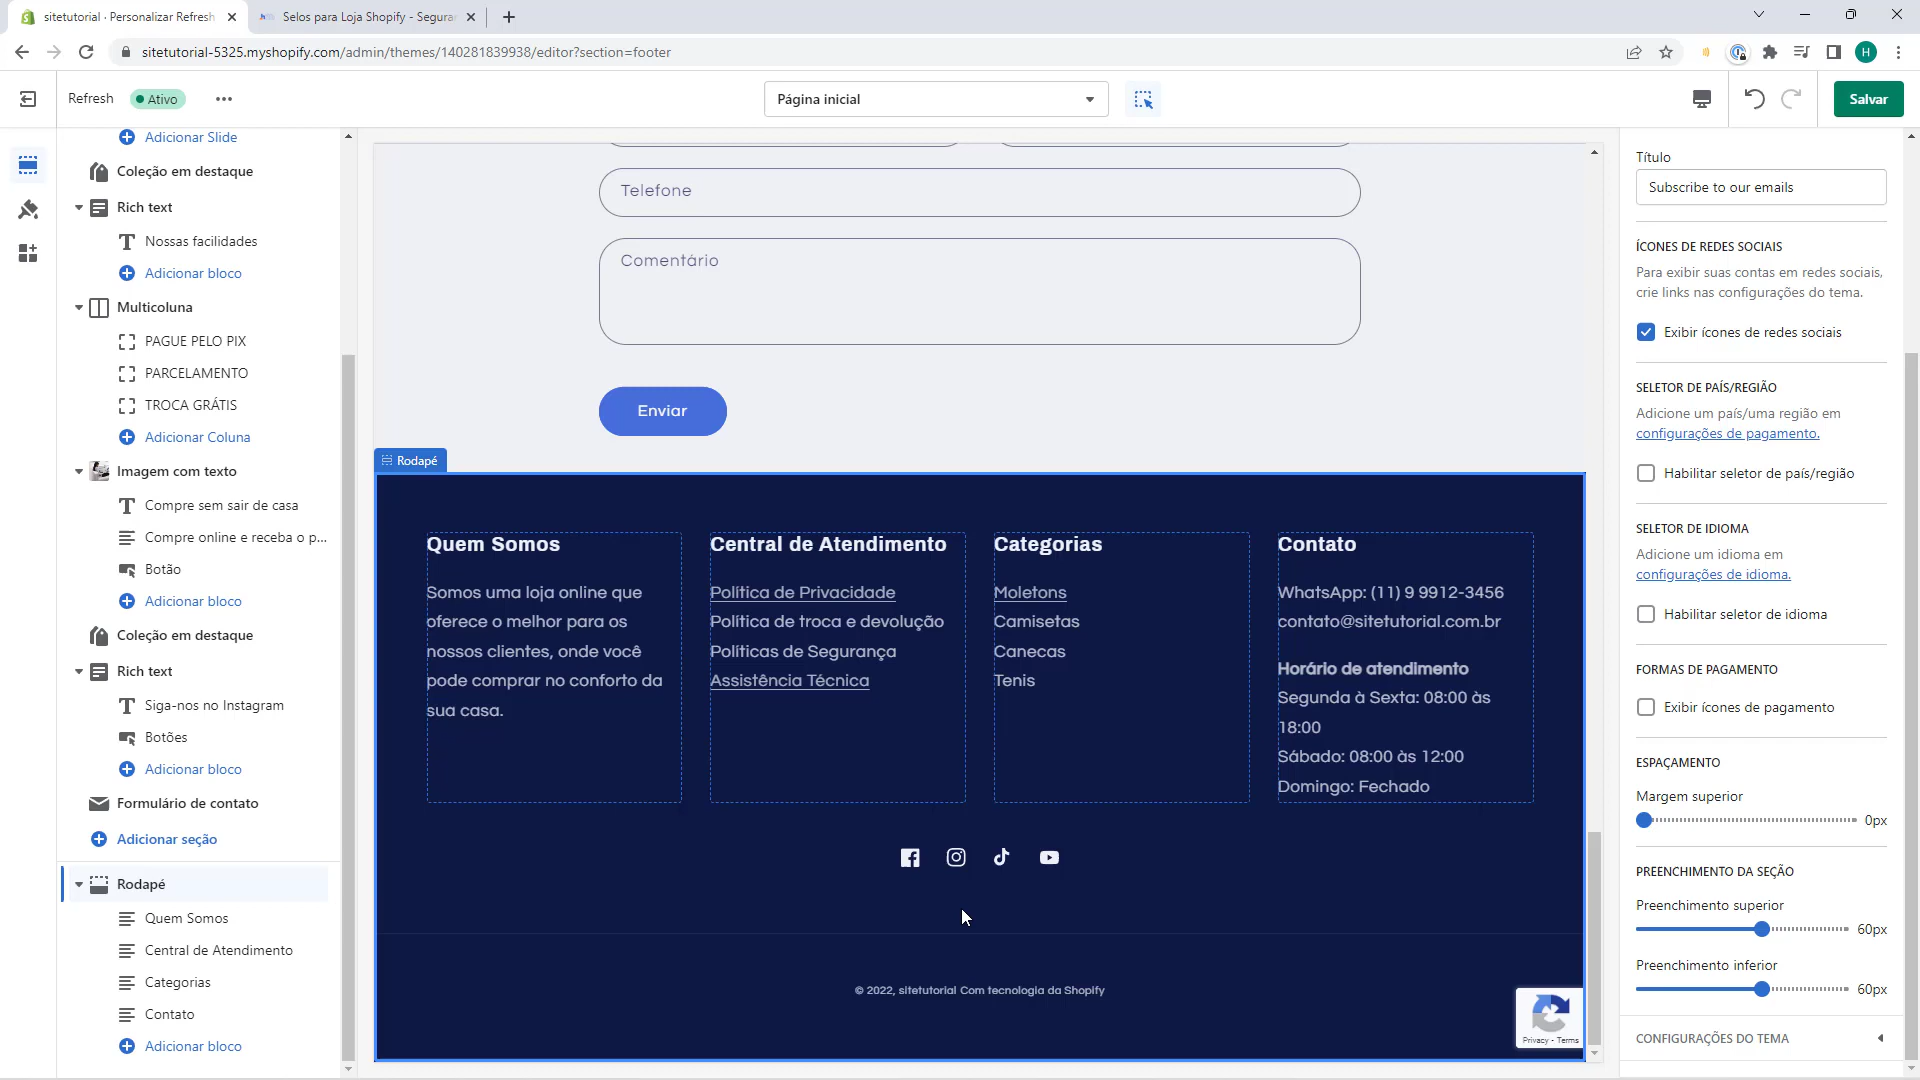 sitetutorial · Personalizar Refresh
Selos para Loja Shopify - Segurar
sitetutorial-5325.myshopify.com/admin/themes/140281839938/editor?section=footer
H
Refresh
Ativo
Página inicial
Salvar
Adicionar Slide
Coleção em destaque
Rich text
Nossas facilidades
Adicionar bloco
Multicoluna
PAGUE PELO PIX
PARCELAMENTO
TROCA GRÁTIS
Adicionar Coluna
Imagem com texto
Compre sem sair de casa
Compre online e receba o p...
Botão
Adicionar bloco
Coleção em destaque
Rich text
Siga-nos no Instagram
Botões
Adicionar bloco
Formulário de contato
Adicionar seção
Rodapé
Quem Somos
Central de Atendimento
Categorias
Contato
Adicionar bloco
Telefone
Comentário
Enviar
Rodapé
Quem Somos
Somos uma loja online que
oferece o melhor para os
nossos clientes, onde você
pode comprar no conforto da
sua casa.
Central de Atendimento
Política de Privacidade
Política de troca e devolução
Políticas de Segurança
Assistência Técnica
Categorias
Moletons
Camisetas
Canecas
Tenis
Contato
WhatsApp: (11) 9 9912-3456
contato@sitetutorial.com.br
Horário de atendimento
Segunda à Sexta: 08:00 às
18:00
Sábado: 08:00 às 12:00
Domingo: Fechado
© 2022, sitetutorial Com tecnologia da Shopify
Privacy - Terms
Título
Subscribe to our emails
ÍCONES DE REDES SOCIAIS
Para exibir suas contas em redes sociais,
crie links nas configurações do tema.
Exibir ícones de redes sociais
SELETOR DE PAÍS/REGIÃO
Adicione um país/uma região em
configurações de pagamento.
Habilitar seletor de país/região
SELETOR DE IDIOMA
Adicione um idioma em
configurações de idioma.
Habilitar seletor de idioma
FORMAS DE PAGAMENTO
Exibir ícones de pagamento
ESPAÇAMENTO
Margem superior
0px
PREENCHIMENTO DA SEÇÃO
Preenchimento superior
60px
Preenchimento inferior
60px
CONFIGURAÇÕES DO TEMA